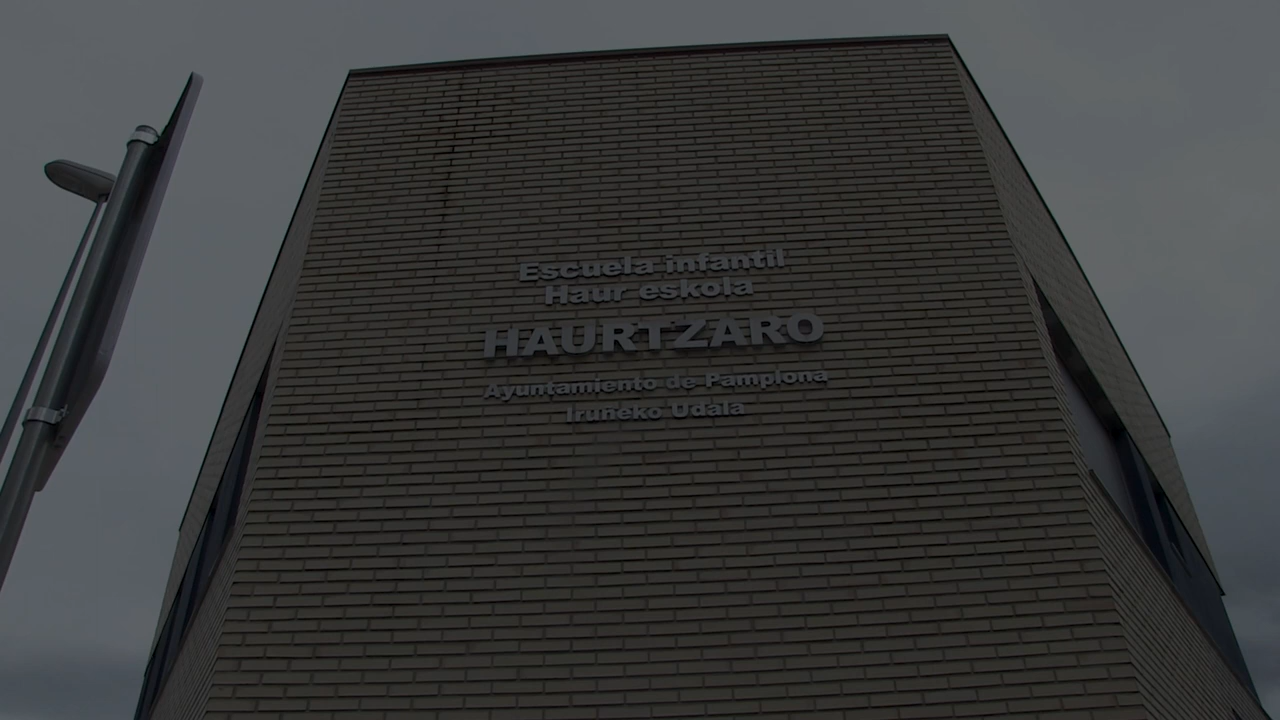 Escuela infantil
Haur eskola
HAURTZARO
Ayuntamiento de Pamplona
Iruñeko Udala